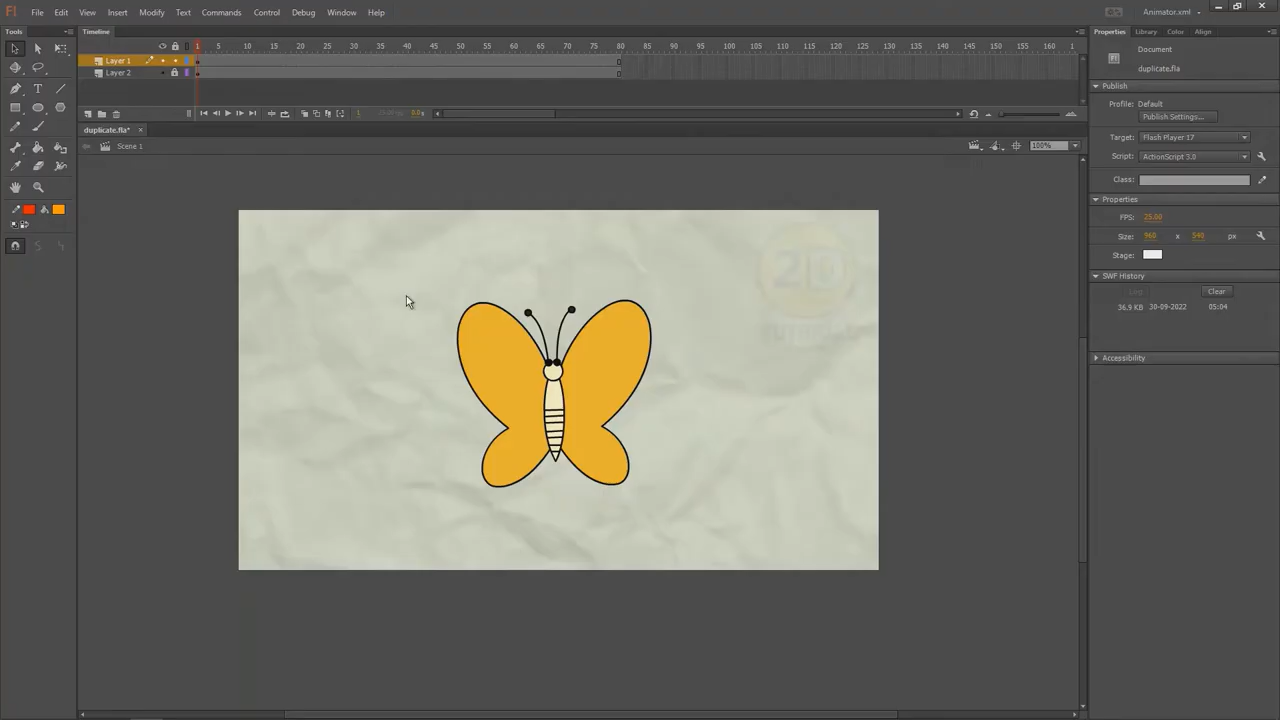 Fl File Edit View Insert Modify Text Commands Control Debug Window Help Animator.xml
Tools Timeline Properties Library Color Align
1 5 10 15 20 25 30 35 40 45 50 55 60 65 70 75 80 85 90 95 100 105 110 115 120 125 130 135 140 145 150 155 160 1
Layer 1
Layer 2
Document
duplicate.fla
Publish
Profile: Default
Publish Settings...
Target: Flash Player 17
Script: ActionScript 3.0
Class:
Properties
FPS: 25.00
Size: 960 x 540 px
Stage:
SWF History
Log Clear
36.9 KB 30-09-2022 05:04
Accessibility
1 0.0s
duplicate.fla*
Scene 1
100%
2D